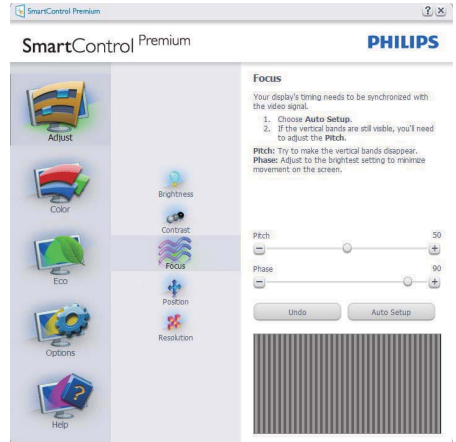 SmartControl Premium
? ×
SmartControl Premium
PHILIPS
Adjust
Color
Eco
Options
Help
Brightness
Contrast
Focus
Position
Resolution
Focus
Your display's timing needs to be synchronized with
the video signal.
1. Choose Auto Setup.
2. If the vertical bands are still visible, you'll need
to adjust the Pitch.
Pitch: Try to make the vertical bands disappear.
Phase: Adjust to the brightest setting to minimize
movement on the screen.
Pitch 50
Phase 90
Undo Auto Setup